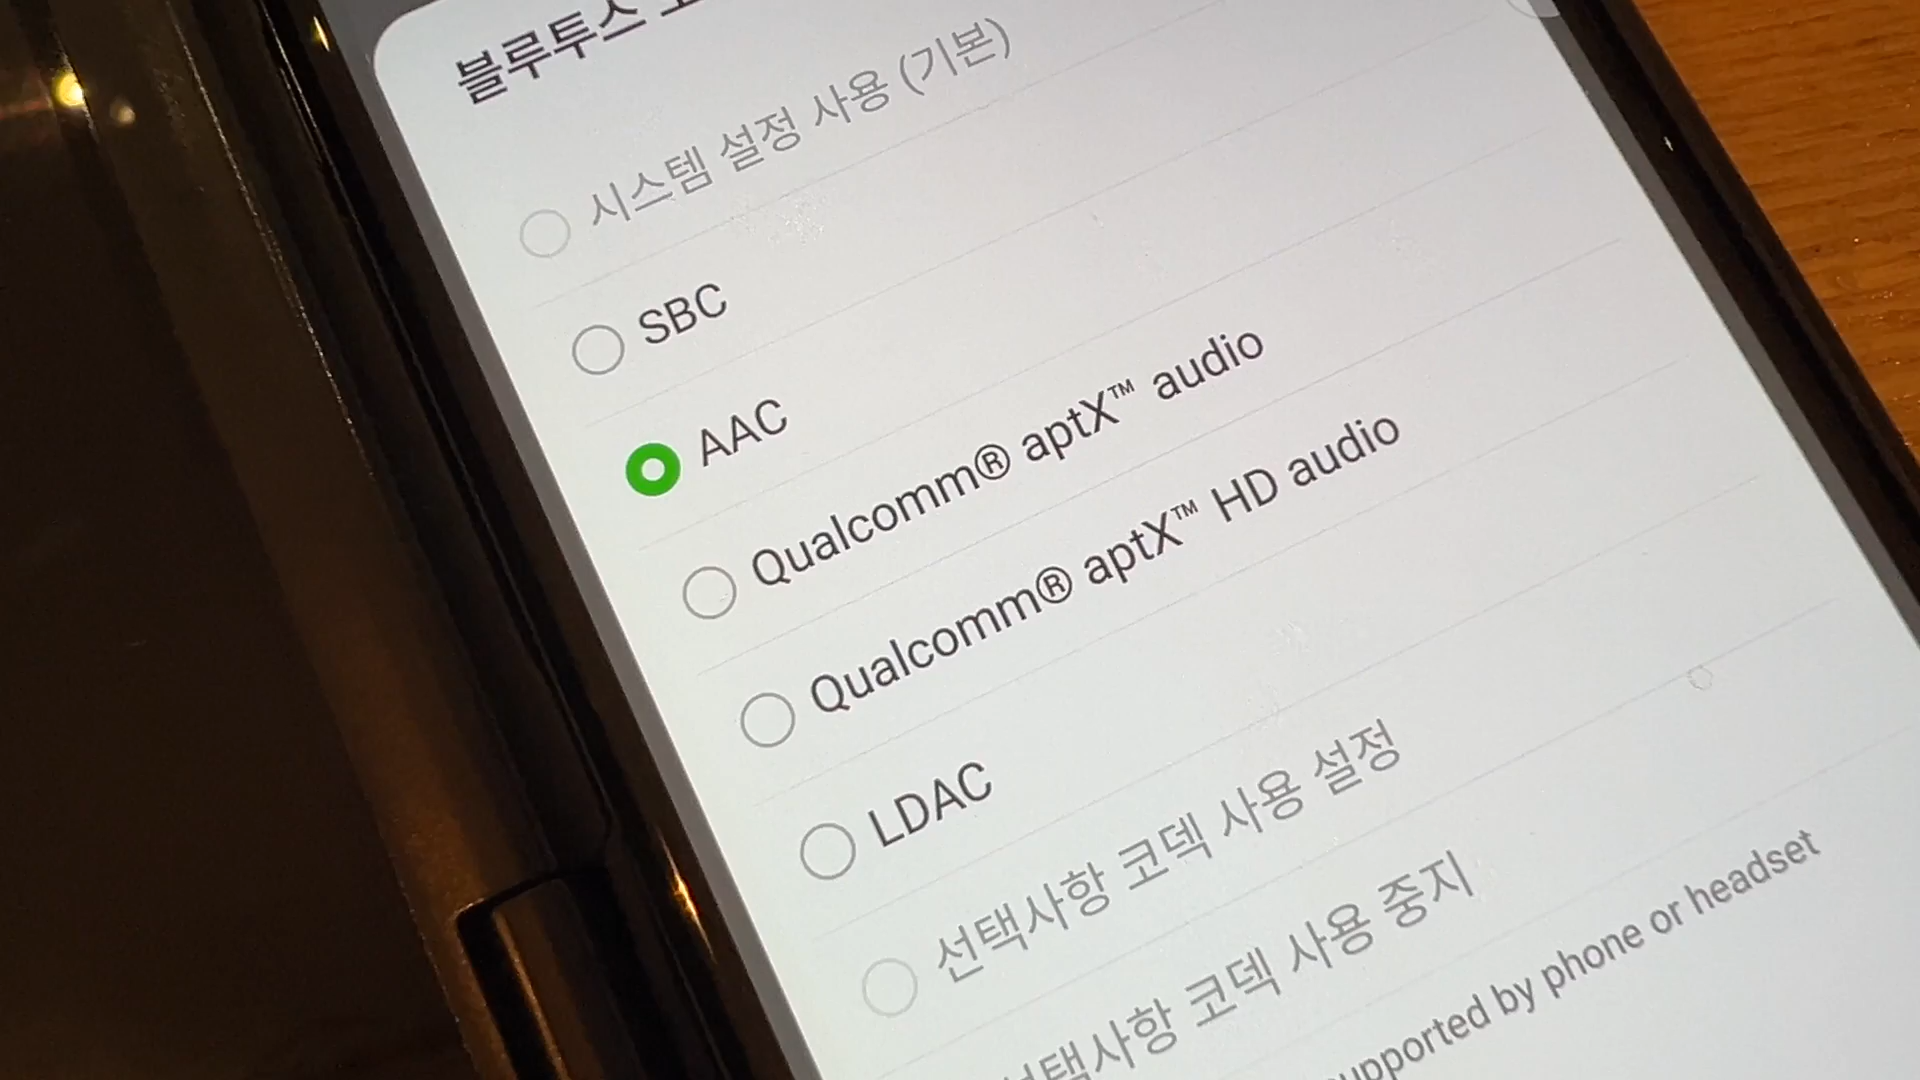 블루투스
시스템 설정 사용 (기본)
SBC
AAC
Qualcomm® aptX™ audio
Qualcomm® aptX™ HD audio
LDAC
선택사항 코덱 사용 설정
선택사항 코덱 사용 중지
supported by phone or headset